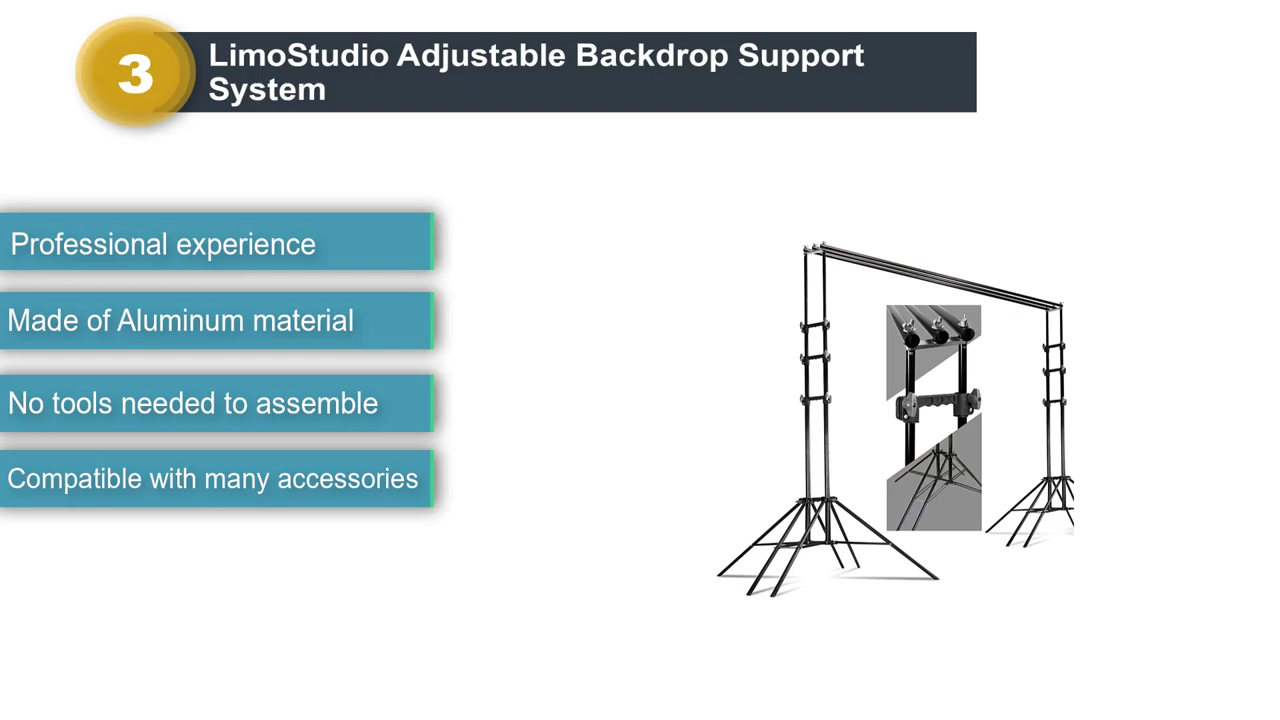 3
LimoStudio Adjustable Backdrop Support
System
Professional experience
Made of Aluminum material
No tools needed to assemble
Compatible with many accessories